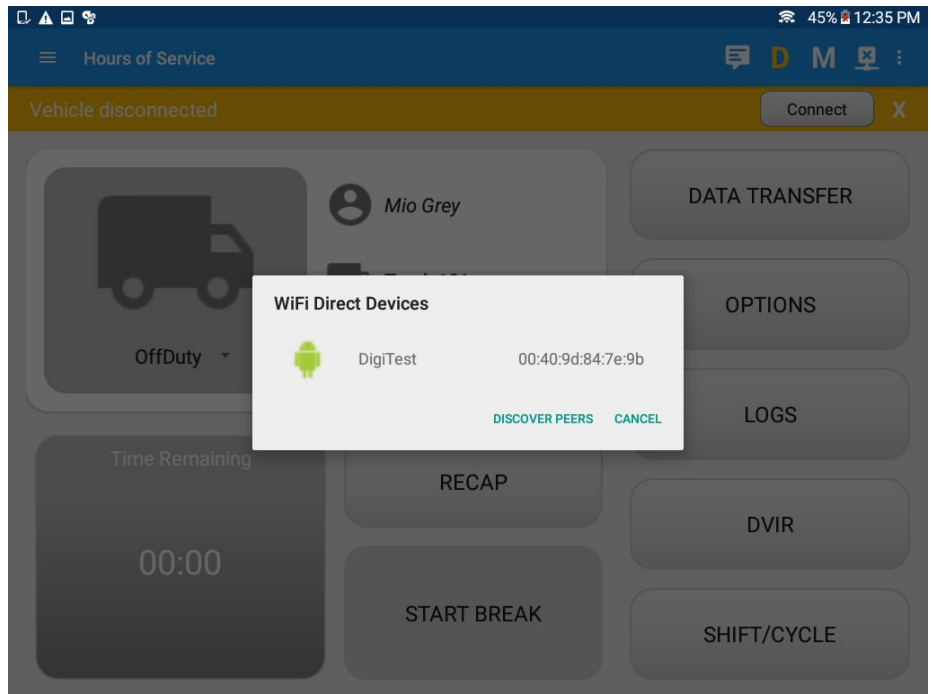 45% 12:35 PM
Hours of Service
D M
Vehicle disconnected
Connect X
Mio Grey
OffDuty
WiFi Direct Devices
DigiTest 00:40:9d:84:7e:9b
DISCOVER PEERS CANCEL
Time Remaining
00:00
RECAP
START BREAK
DATA TRANSFER
OPTIONS
LOGS
DVIR
SHIFT/CYCLE